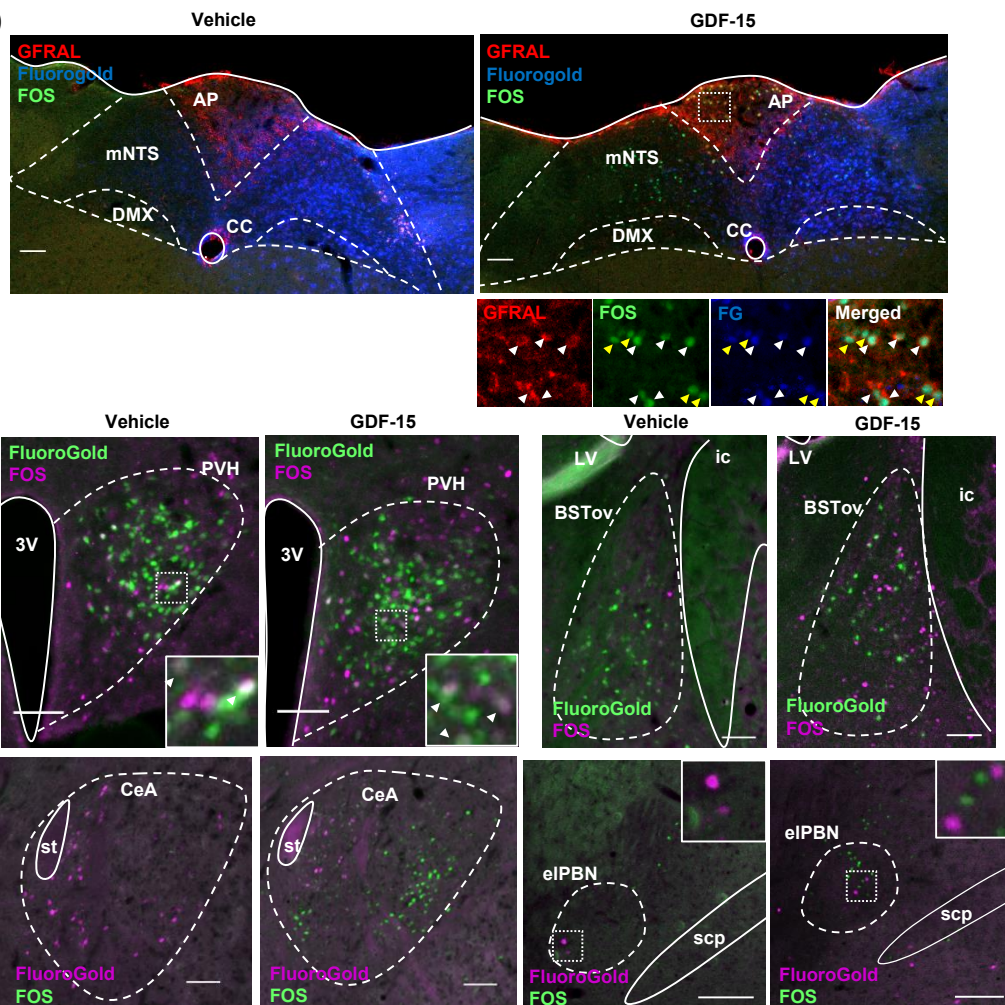 Vehicle
GDF-15
GFRAL
Fluorogold
FOS
AP
mNTS
DMX
CC
GFRAL
Fluorogold
FOS
AP
mNTS
DMX
CC
GFRAL
FOS
FG
Merged
Vehicle
GDF-15
Vehicle
GDF-15
FluoroGold
FOS
PVH
3V
FluoroGold
FOS
PVH
3V
LV
ic
BSTov
FluoroGold
FOS
LV
ic
BSTov
FluoroGold
FOS
CeA
st
FluoroGold
FOS
CeA
st
FluoroGold
FOS
elPBN
scp
FluoroGold
FOS
elPBN
scp
FluoroGold
FOS